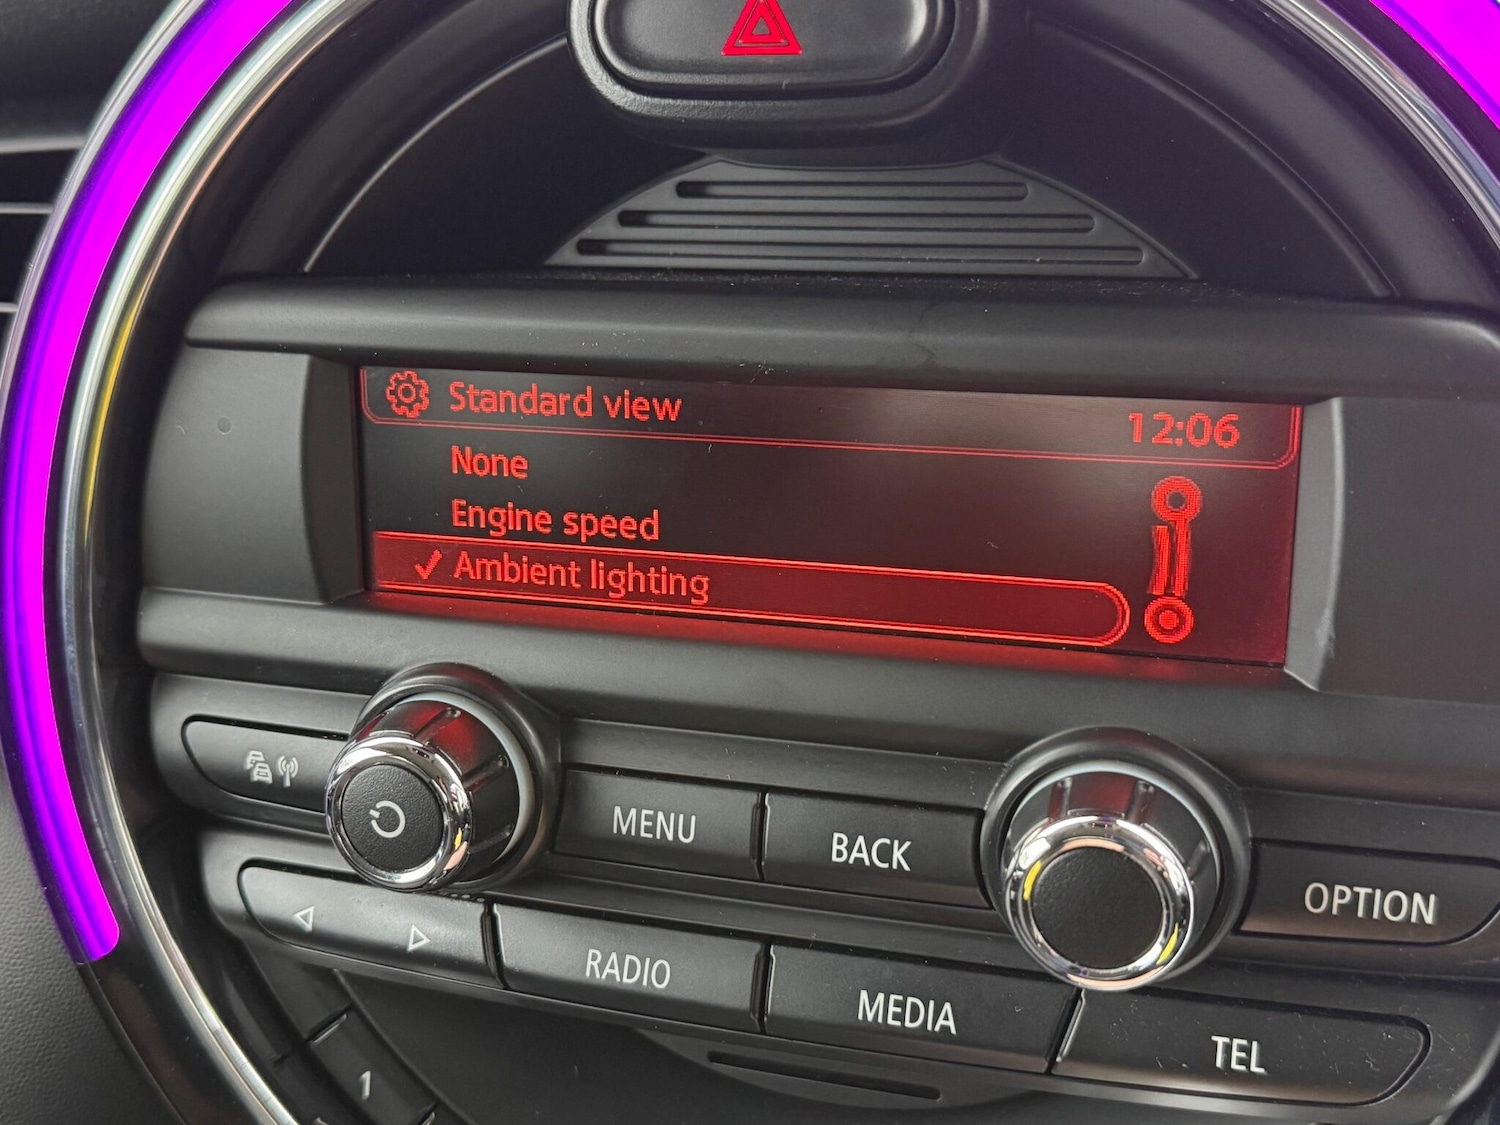 Standard view
12:06
None
Engine speed
✓ Ambient lighting
MENU
BACK
OPTION
RADIO
MEDIA
TEL
1